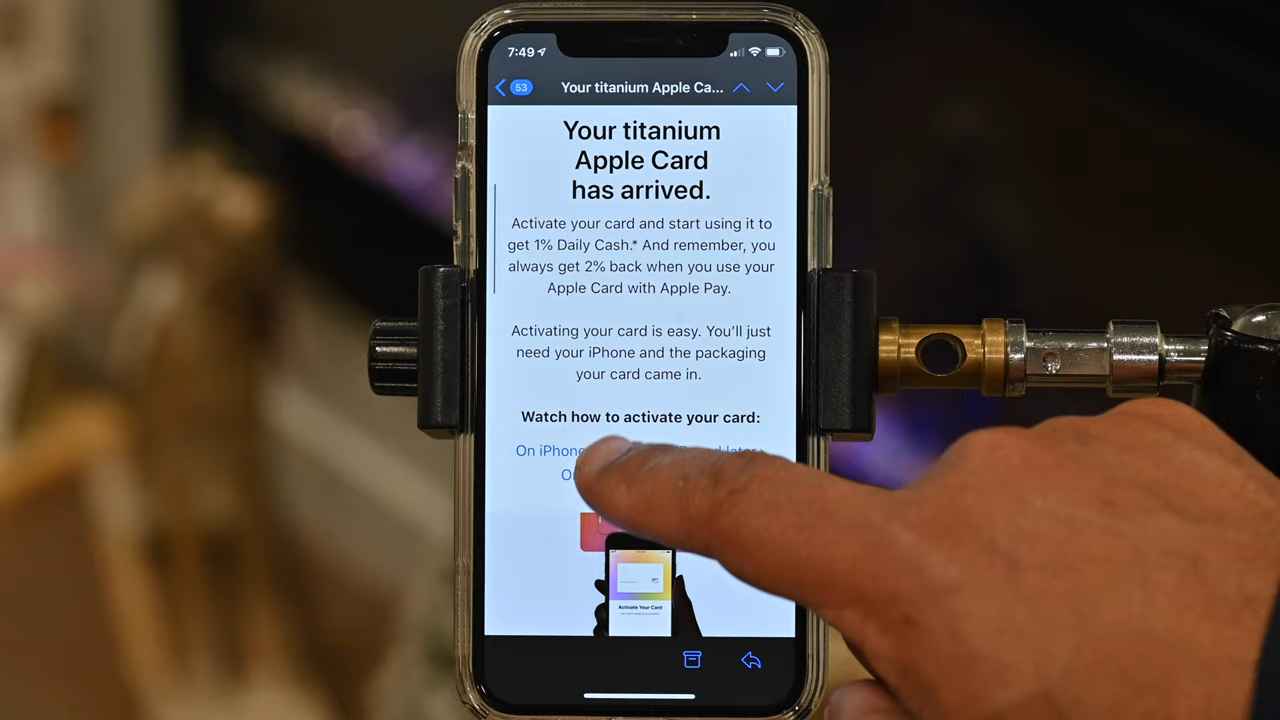 7:49
53
Your titanium Apple Ca...
Your titanium
Apple Card
has arrived.
Activate your card and start using it to
get 1% Daily Cash.* And remember, you
always get 2% back when you use your
Apple Card with Apple Pay.
Activating your card is easy. You’ll just
need your iPhone and the packaging
your card came in.
Watch how to activate your card:
On iPhone later
Activate Your Card